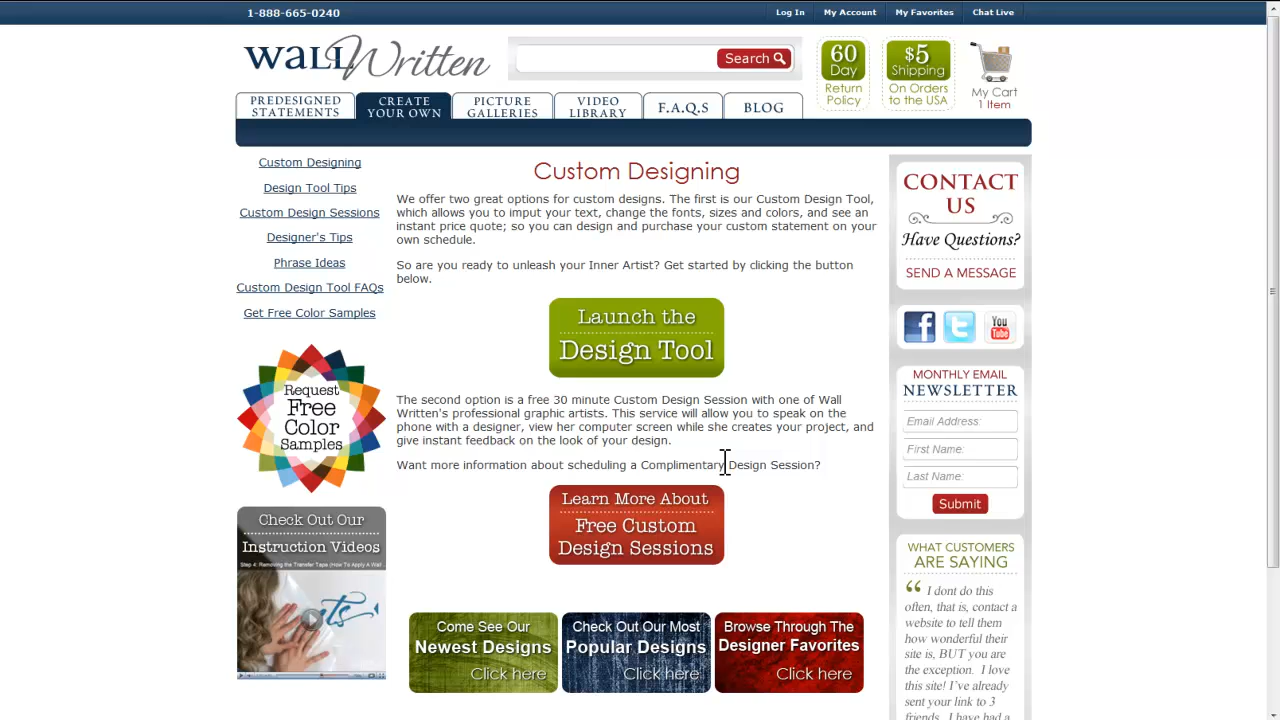 1-888-665-0240
Log In
My Account
My Favorites
Chat Live
WALL Written
Search
60
Day
Return
Policy
$5
Shipping
On Orders
to the USA
My Cart
1 Item
PREDESIGNED
STATEMENTS
CREATE
YOUR OWN
PICTURE
GALLERIES
VIDEO
LIBRARY
F.A.Q.S
BLOG
Custom Designing
Design Tool Tips
Custom Design Sessions
Designer's Tips
Phrase Ideas
Custom Design Tool FAQs
Get Free Color Samples
Request
Free
Color
Samples
Check Out Our
Instruction Videos
Step 4: Removing the Transfer Tape (How To Apply A Wall
Custom Designing
We offer two great options for custom designs. The first is our Custom Design Tool,
which allows you to imput your text, change the fonts, sizes and colors, and see an
instant price quote; so you can design and purchase your custom statement on your
own schedule.
So are you ready to unleash your Inner Artist? Get started by clicking the button
below.
Launch the
Design Tool
The second option is a free 30 minute Custom Design Session with one of Wall
Written's professional graphic artists. This service will allow you to speak on the
phone with a designer, view her computer screen while she creates your project, and
give instant feedback on the look of your design.
Want more information about scheduling a Complimentary Design Session?
Learn More About
Free Custom
Design Sessions
Come See Our
Newest Designs
Click here
Check Out Our Most
Popular Designs
Click here
Browse Through The
Designer Favorites
Click here
CONTACT
US
Have Questions?
SEND A MESSAGE
You
Tube
MONTHLY EMAIL
NEWSLETTER
Email Address:
First Name:
Last Name:
Submit
WHAT CUSTOMERS
ARE SAYING
“ I dont do this
often, that is, contact a
website to tell them
how wonderful their
site is, BUT you are
the exception. I love
this site! I've already
sent your link to 3
friends. I have had a